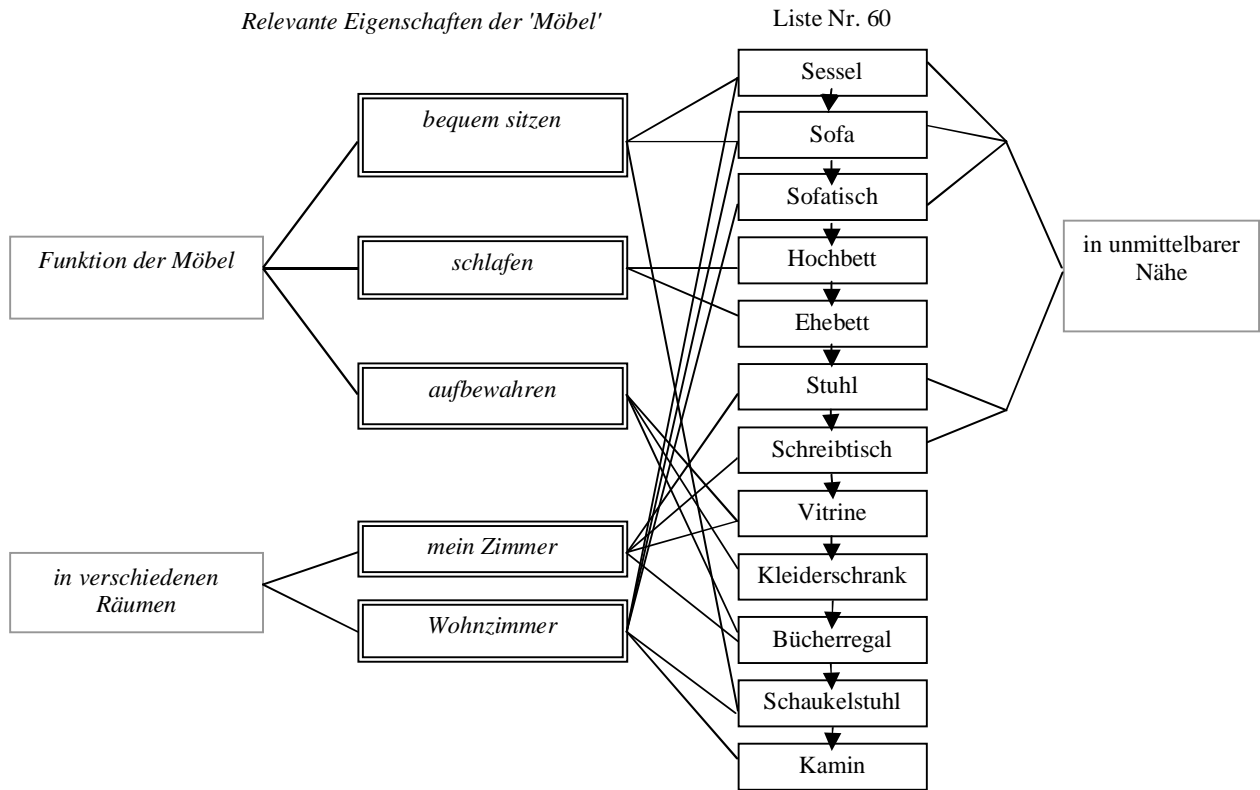 Relevante Eigenschaften der 'Möbel'
Liste Nr. 60
Funktion der Möbel
in verschiedenen
Räumen
bequem sitzen
schlafen
aufbewahren
mein Zimmer
Wohnzimmer
Sessel
Sofa
Sofatisch
Hochbett
Ehebett
Stuhl
Schreibtisch
Vitrine
Kleiderschrank
Bücherregal
Schaukelstuhl
Kamin
in unmittelbarer
Nähe